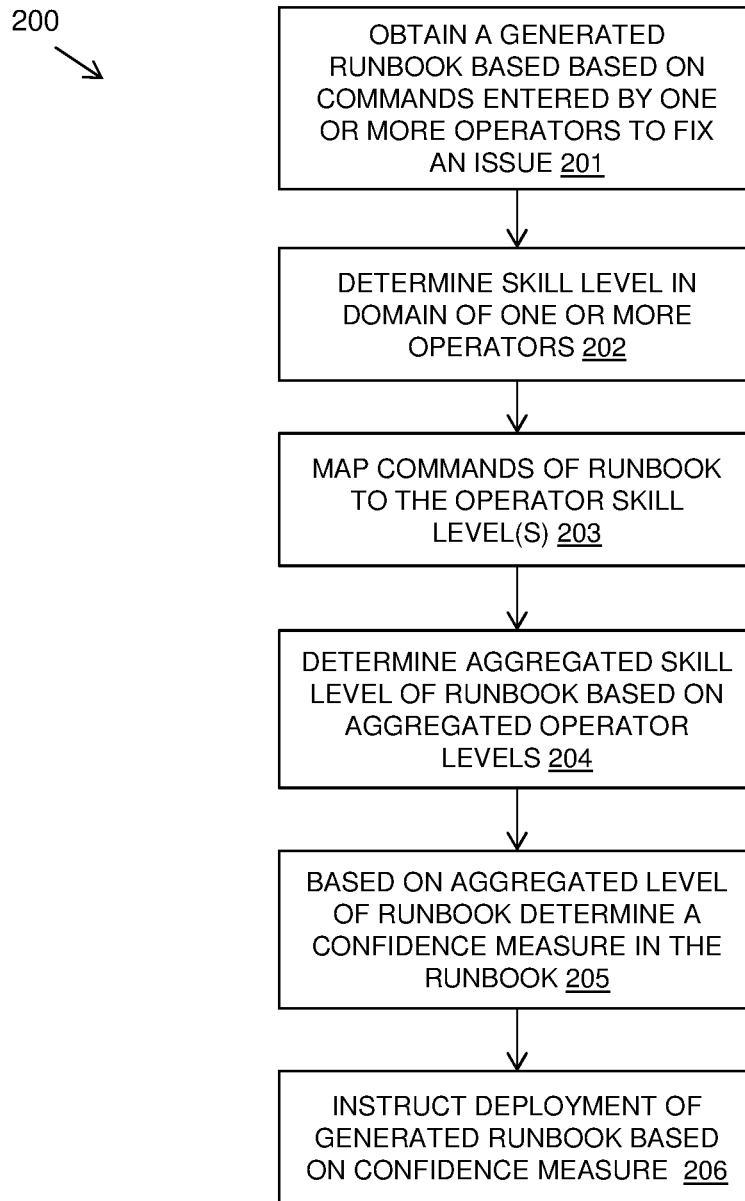 200
OBTAIN A GENERATED
RUNBOOK BASED BASED ON
COMMANDS ENTERED BY ONE
OR MORE OPERATORS TO FIX
AN ISSUE 201
DETERMINE SKILL LEVEL IN
DOMAIN OF ONE OR MORE
OPERATORS 202
MAP COMMANDS OF RUNBOOK
TO THE OPERATOR SKILL
LEVEL(S) 203
DETERMINE AGGREGATED SKILL
LEVEL OF RUNBOOK BASED ON
AGGREGATED OPERATOR
LEVELS 204
BASED ON AGGREGATED LEVEL
OF RUNBOOK DETERMINE A
CONFIDENCE MEASURE IN THE
RUNBOOK 205
INSTRUCT DEPLOYMENT OF
GENERATED RUNBOOK BASED
ON CONFIDENCE MEASURE 206